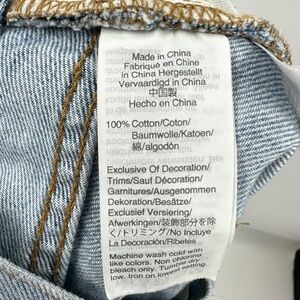 Made in China
Fabriqué en Chine
in China Hergestellt
Vervaardigd in China
中国製
Hecho en China
100% Cotton/Coton/
Baumwolle/Katoen/
綿/algodón
Exclusive Of Decoration/
Trims/Sauf Décoration/
Garnitures/Ausgenommen
Dekoration/Besätze/
Exclusief Versiering/
Afwerkingen/装飾部分を除
く/トリミング/No Incluye
La Decoración/Ribetes
Machine wash cold with
like colors. Non chlorine
bleach only. Tumble dry
low. Iron on lowest setting.